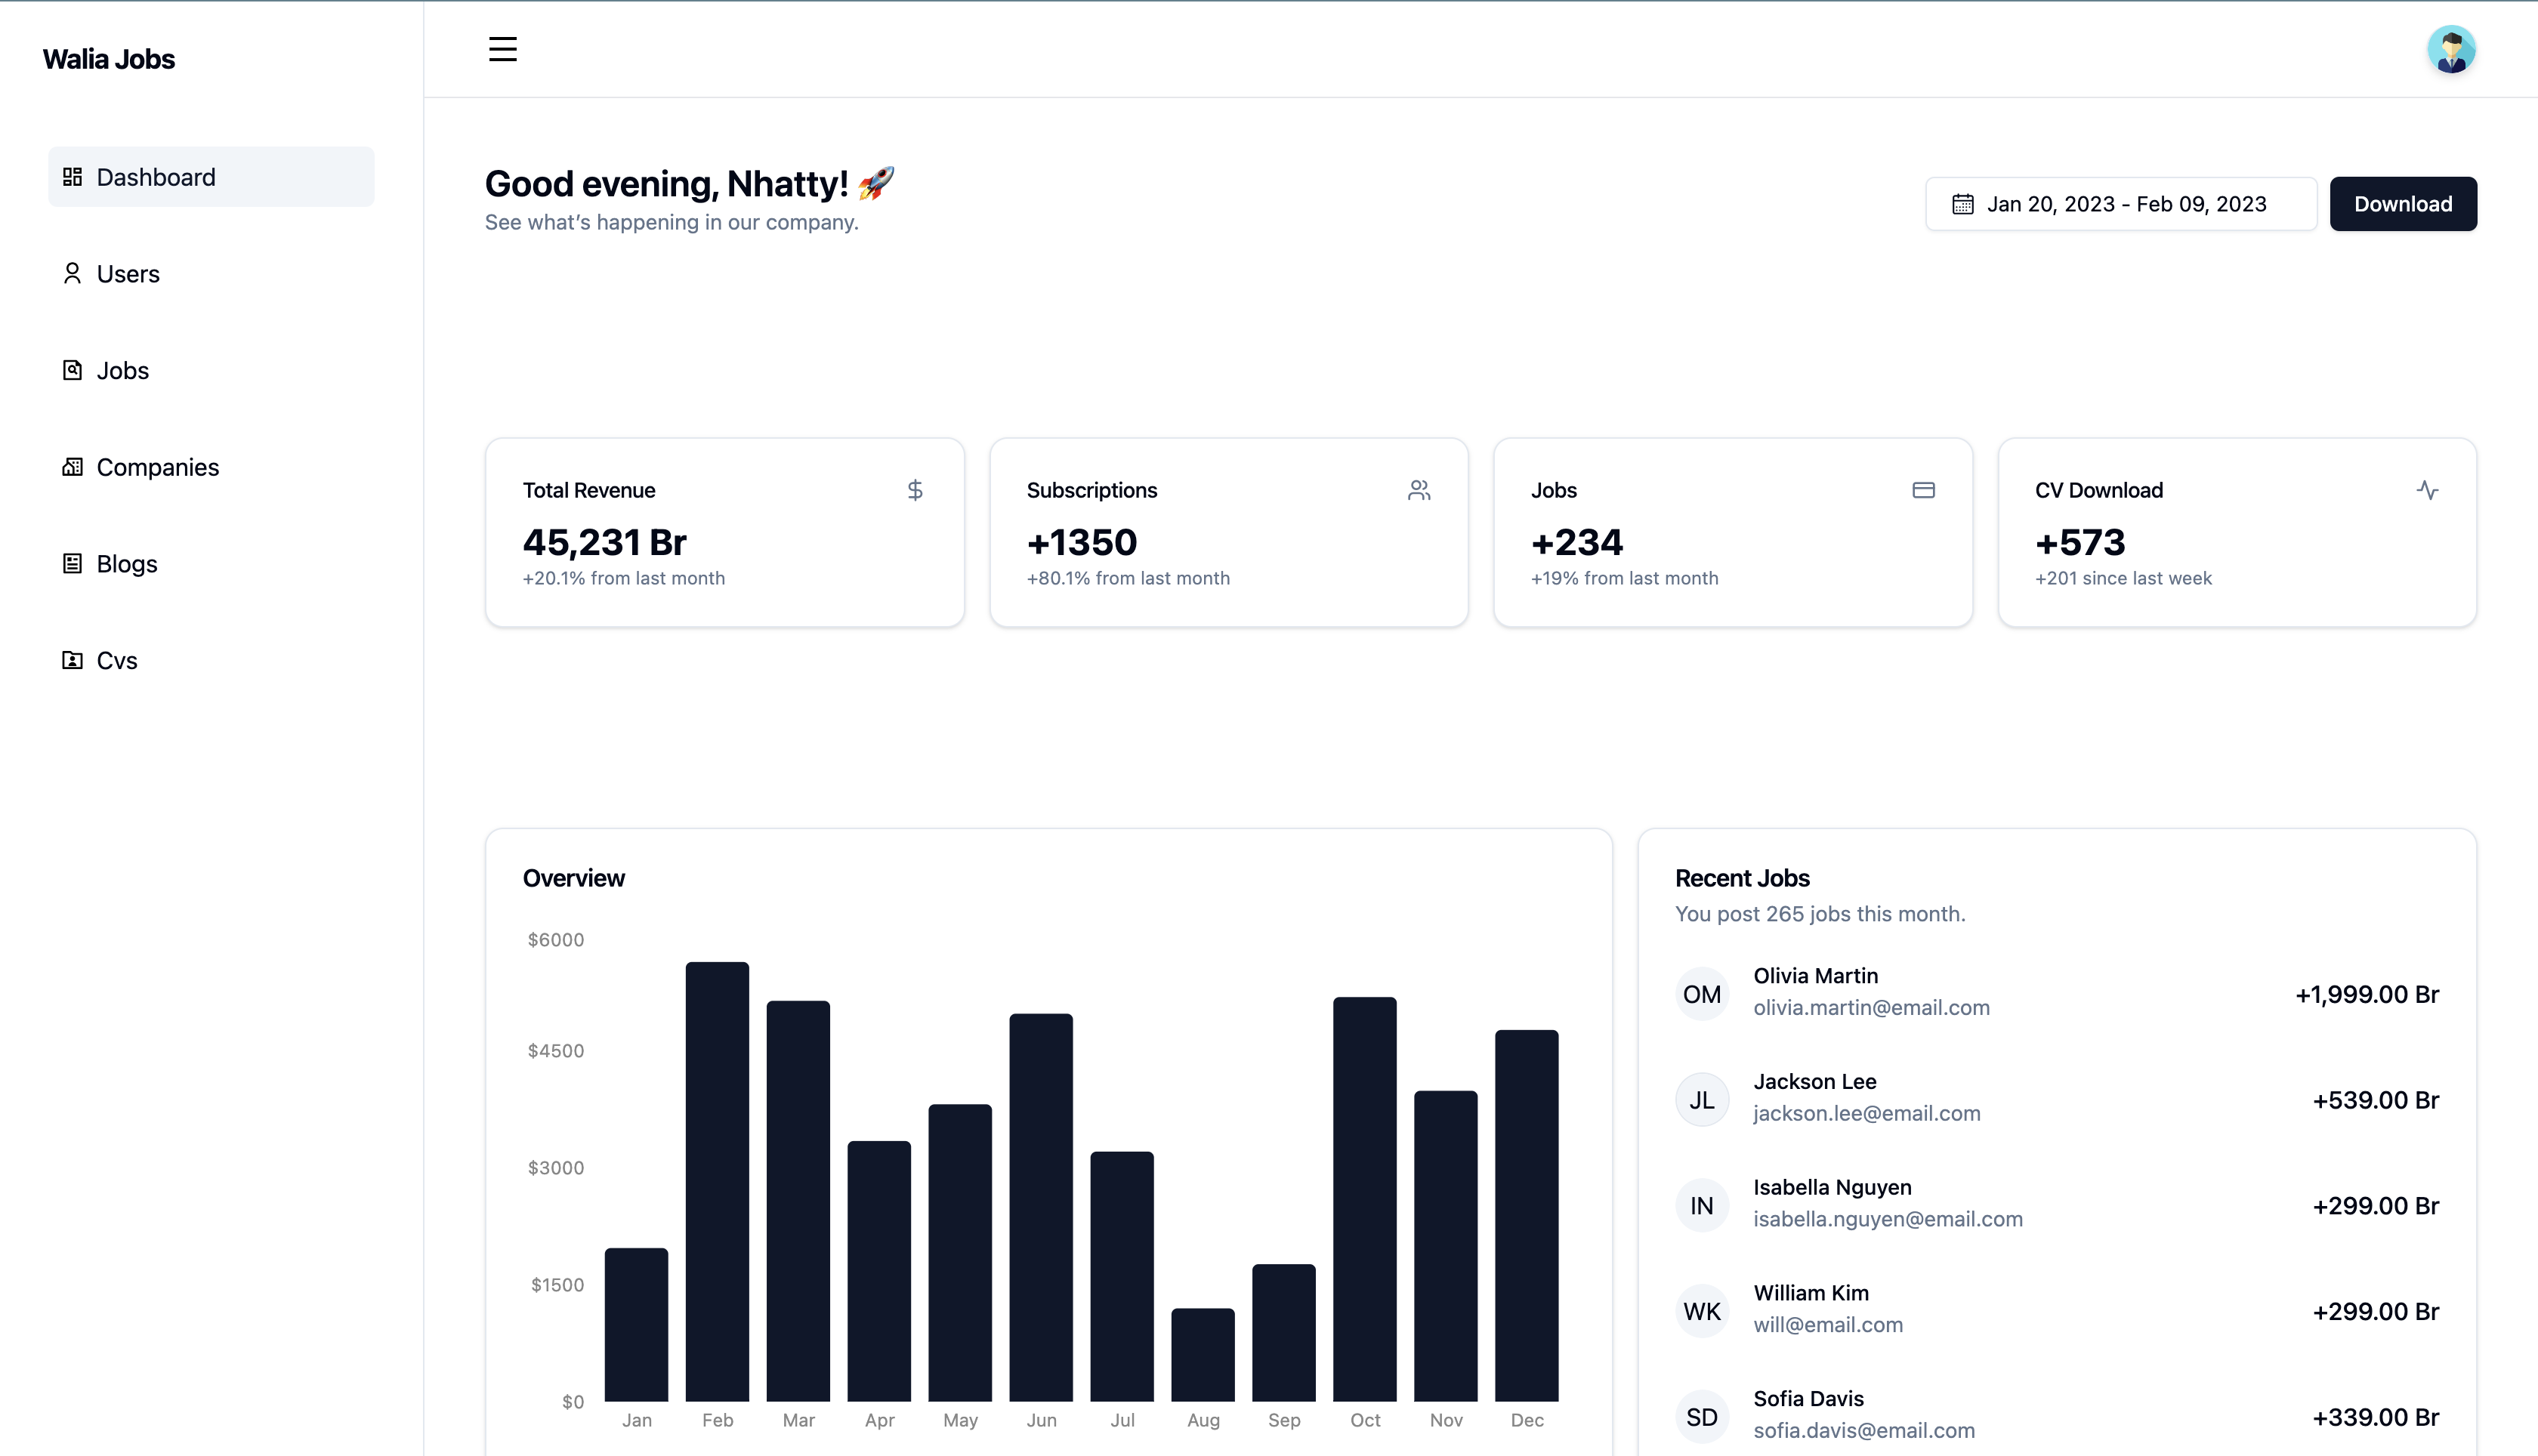 Walia Jobs
Dashboard
Users
Jobs
Companies
Blogs
Cvs
Good evening, Nhatty! 🚀
See what’s happening in our company.
Jan 20, 2023 - Feb 09, 2023
Download
Total Revenue
45,231 Br
+20.1% from last month
Subscriptions
+1350
+80.1% from last month
Jobs
+234
+19% from last month
CV Download
+573
+201 since last week
Overview
$6000
$4500
$3000
$1500
$0
Jan Feb Mar Apr May Jun Jul Aug Sep Oct Nov Dec
Recent Jobs
You post 265 jobs this month.
OM
Olivia Martin
olivia.martin@email.com
+1,999.00 Br
JL
Jackson Lee
jackson.lee@email.com
+539.00 Br
IN
Isabella Nguyen
isabella.nguyen@email.com
+299.00 Br
WK
William Kim
will@email.com
+299.00 Br
SD
Sofia Davis
sofia.davis@email.com
+339.00 Br